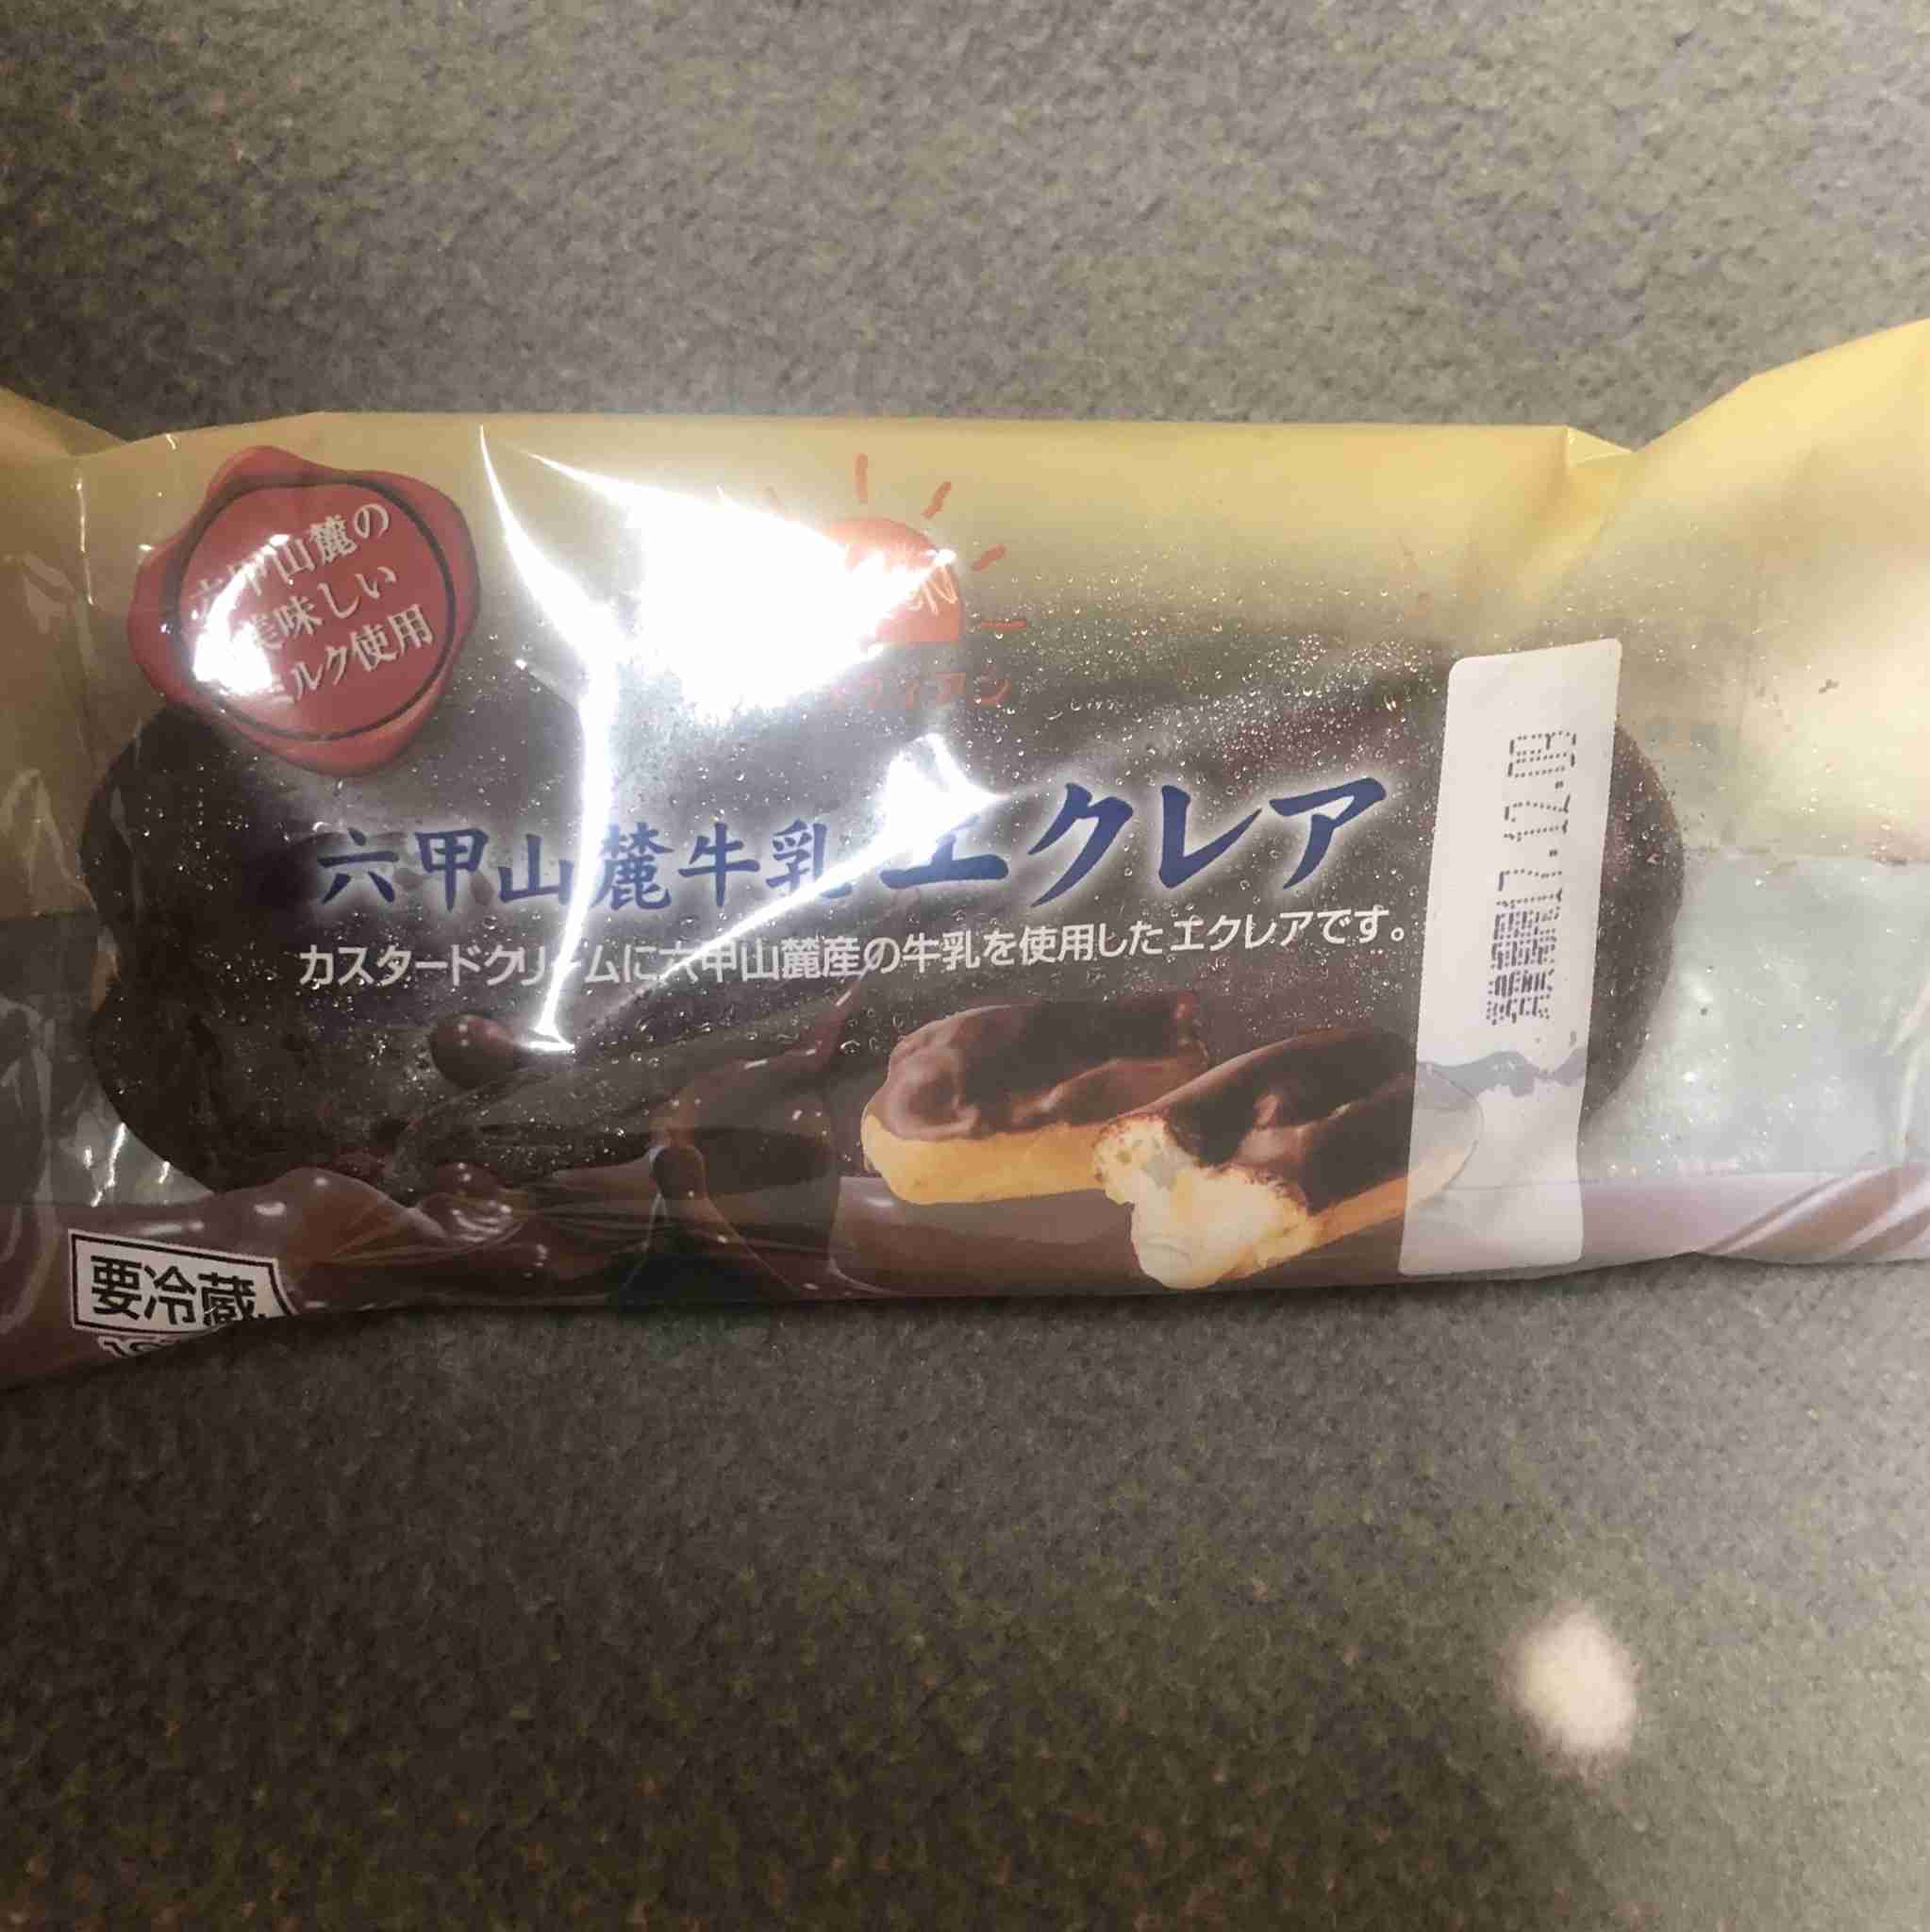 六甲山麓の
美味しい
ミルク使用
六甲山麓牛乳 エクレア
カスタードクリームに六甲山麓産の牛乳を使用したエクレアです。
要冷蔵